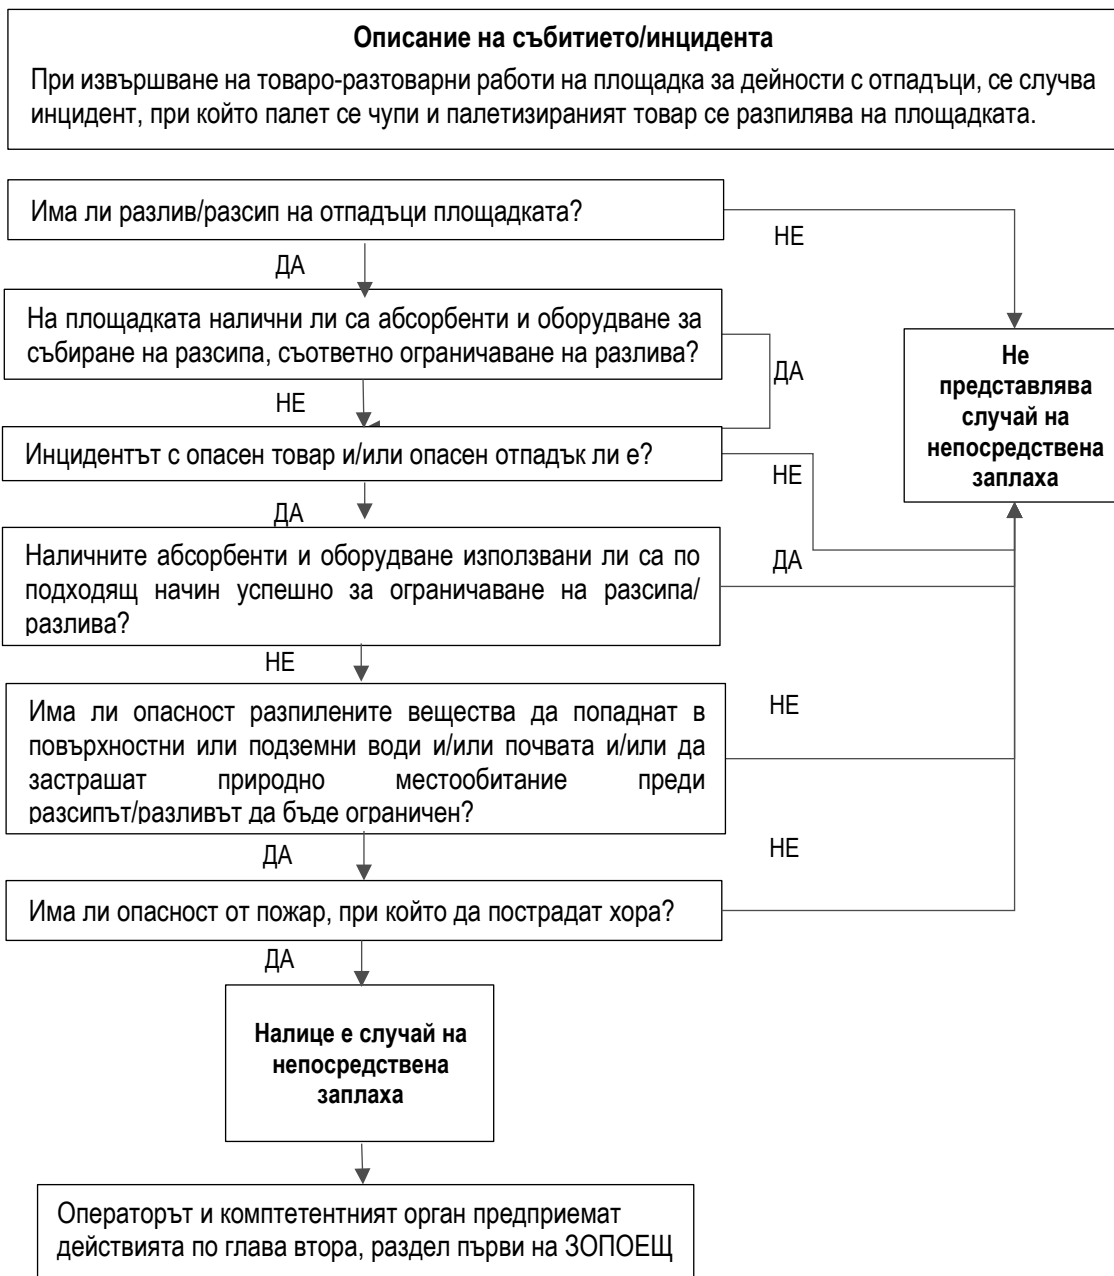 Описание на събитието/инцидента
При извършване на товаро-разтоварни работи на площадка за дейности с отпадъци, се случва
инцидент, при който палет се чупи и палетизираният товар се разпилява на площадката.
Има ли разлив/разсип на отпадъци площадката?
НЕ
ДА
На площадката налични ли са абсорбенти и оборудване за
събиране на разсипа, съответно ограничаване на разлива?
ДА
НЕ
Не
представлява
случай на
непосредствена
заплаха
Инцидентът с опасен товар и/или опасен отпадък ли е?
НЕ
ДА
Наличните абсорбенти и оборудване използвани ли са по
подходящ начин успешно за ограничаване на разсипа/
разлива?
ДА
НЕ
Има ли опасност разпилените вещества да попаднат в
повърхностни или подземни води и/или почвата и/или да
застрашат природно местообитание преди
разсипът/разливът да бъде ограничен?
НЕ
ДА
Има ли опасност от пожар, при който да пострадат хора?
НЕ
ДА
Налице е случай на
непосредствена
заплаха
Операторът и комптетентният орган предприемат
действията по глава втора, раздел първи на ЗОПОЕЩ